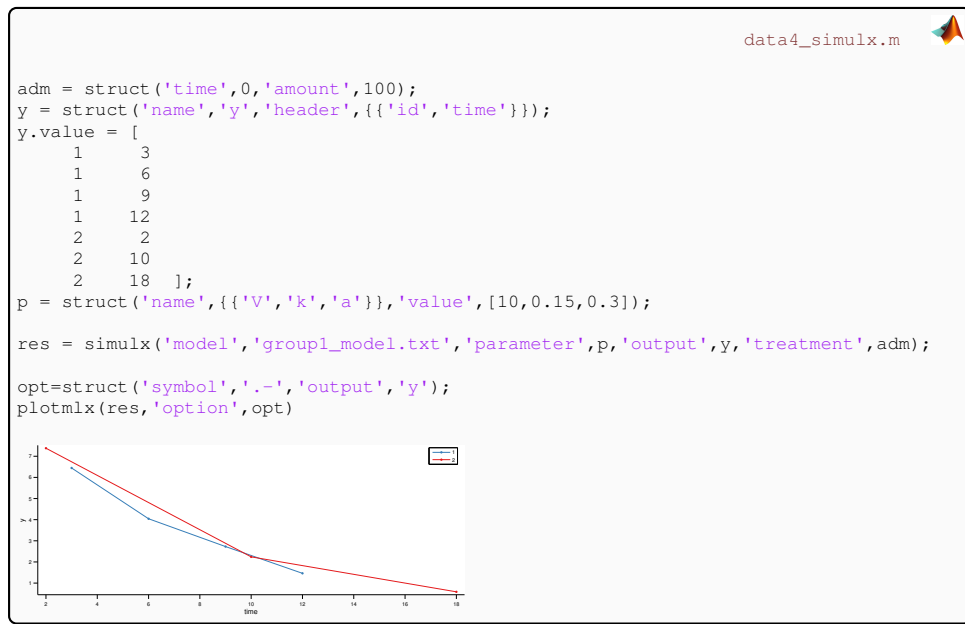 data4_simulx.m
adm = struct('time',0,'amount',100);
y = struct('name','y','header',{{'id','time'}});
y.value = [
1 3
1 6
1 9
1 12
2 2
2 10
2 18 ];
p = struct('name',{{'V','k','a'}},'value',[10,0.15,0.3]);
res = simulx('model','group1_model.txt','parameter',p,'output',y,'treatment',adm);
opt=struct('symbol','.-','output','y');
plotmlx(res,'option',opt)
1
2
7
6
5
4
3
2
1
y
2 4 6 8 10 12 14 16 18
time